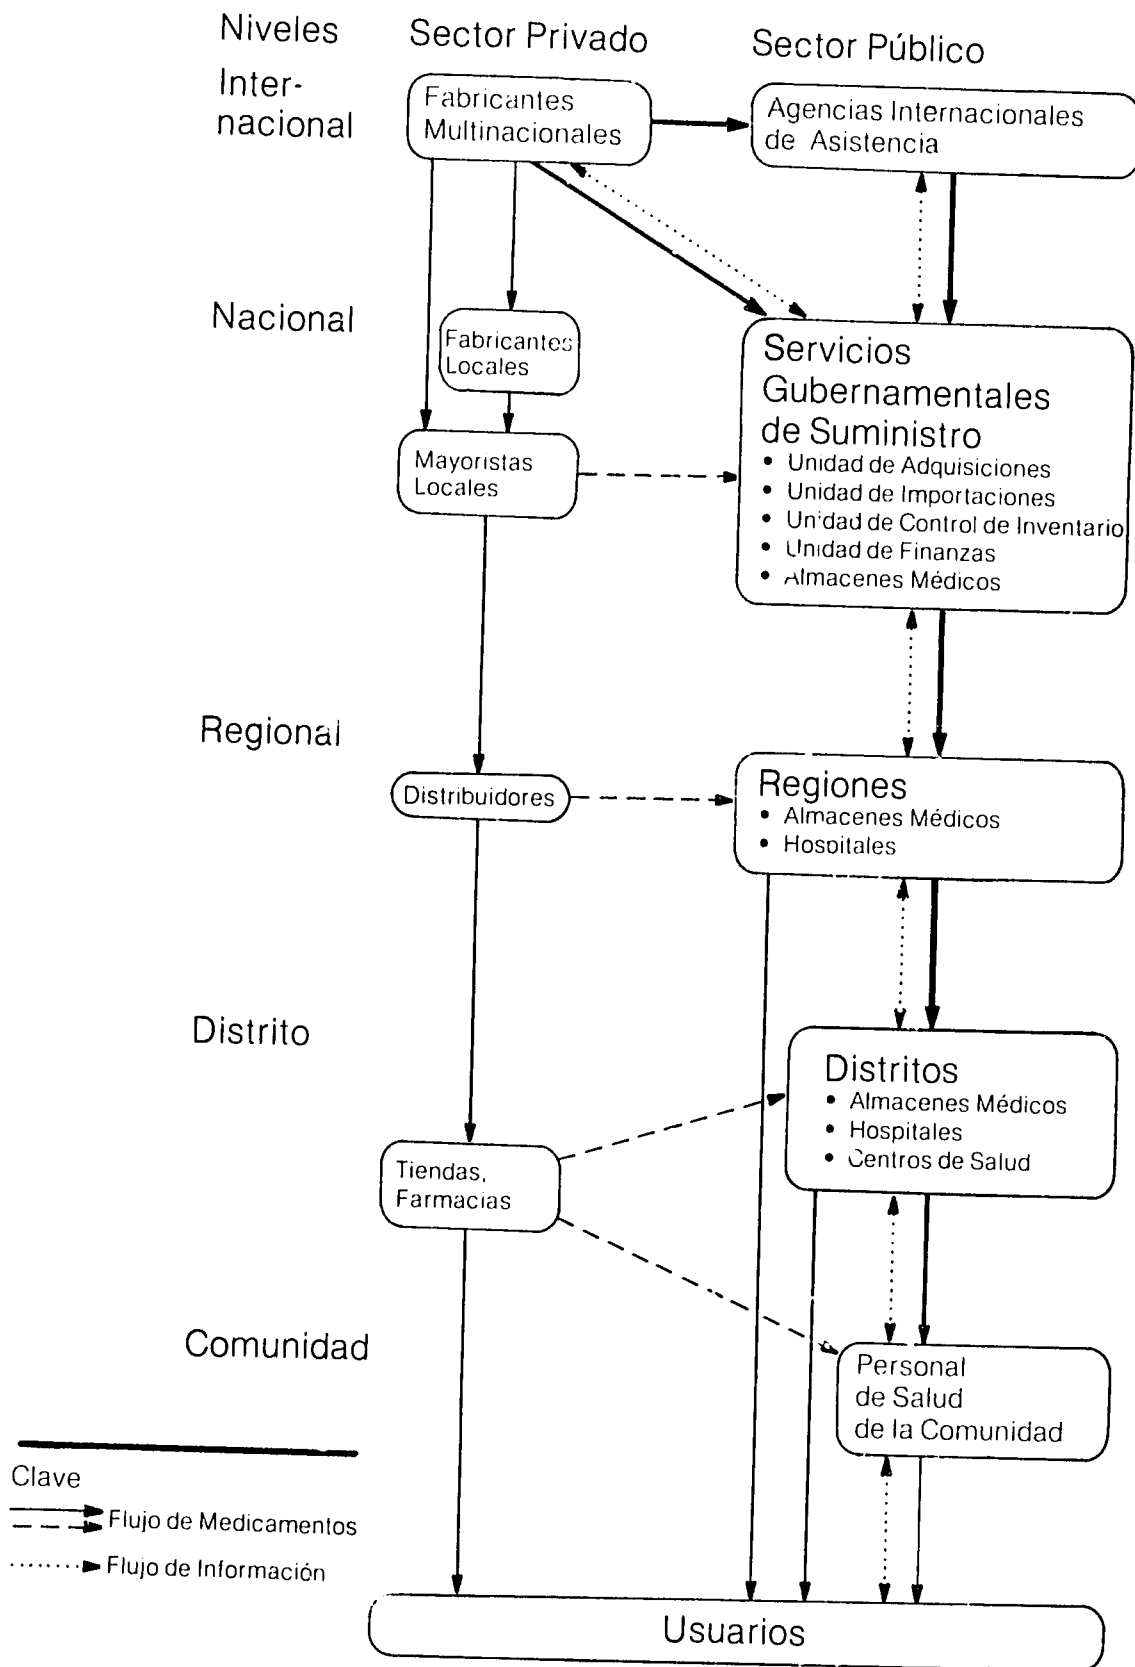 Niveles
Sector Privado
Sector Público
Inter-
nacional
Fabricantes
Multinacionales
Agencias Internacionales
de Asistencia
Nacional
Fabricantes
Locales
Mayoristas
Locales
Servicios
Gubernamentales
de Suministro
• Unidad de Adquisiciones
• Unidad de Importaciones
• Unidad de Control de Inventario
• Unidad de Finanzas
• Almacenes Médicos
Regional
Distribuidores
Regiones
• Almacenes Médicos
• Hospitales
Distrito
Distritos
• Almacenes Médicos
• Hospitales
• Centros de Salud
Tiendas,
Farmacias
Comunidad
Personal
de Salud
de la Comunidad
Clave
Flujo de Medicamentos
Flujo de Información
Usuarios